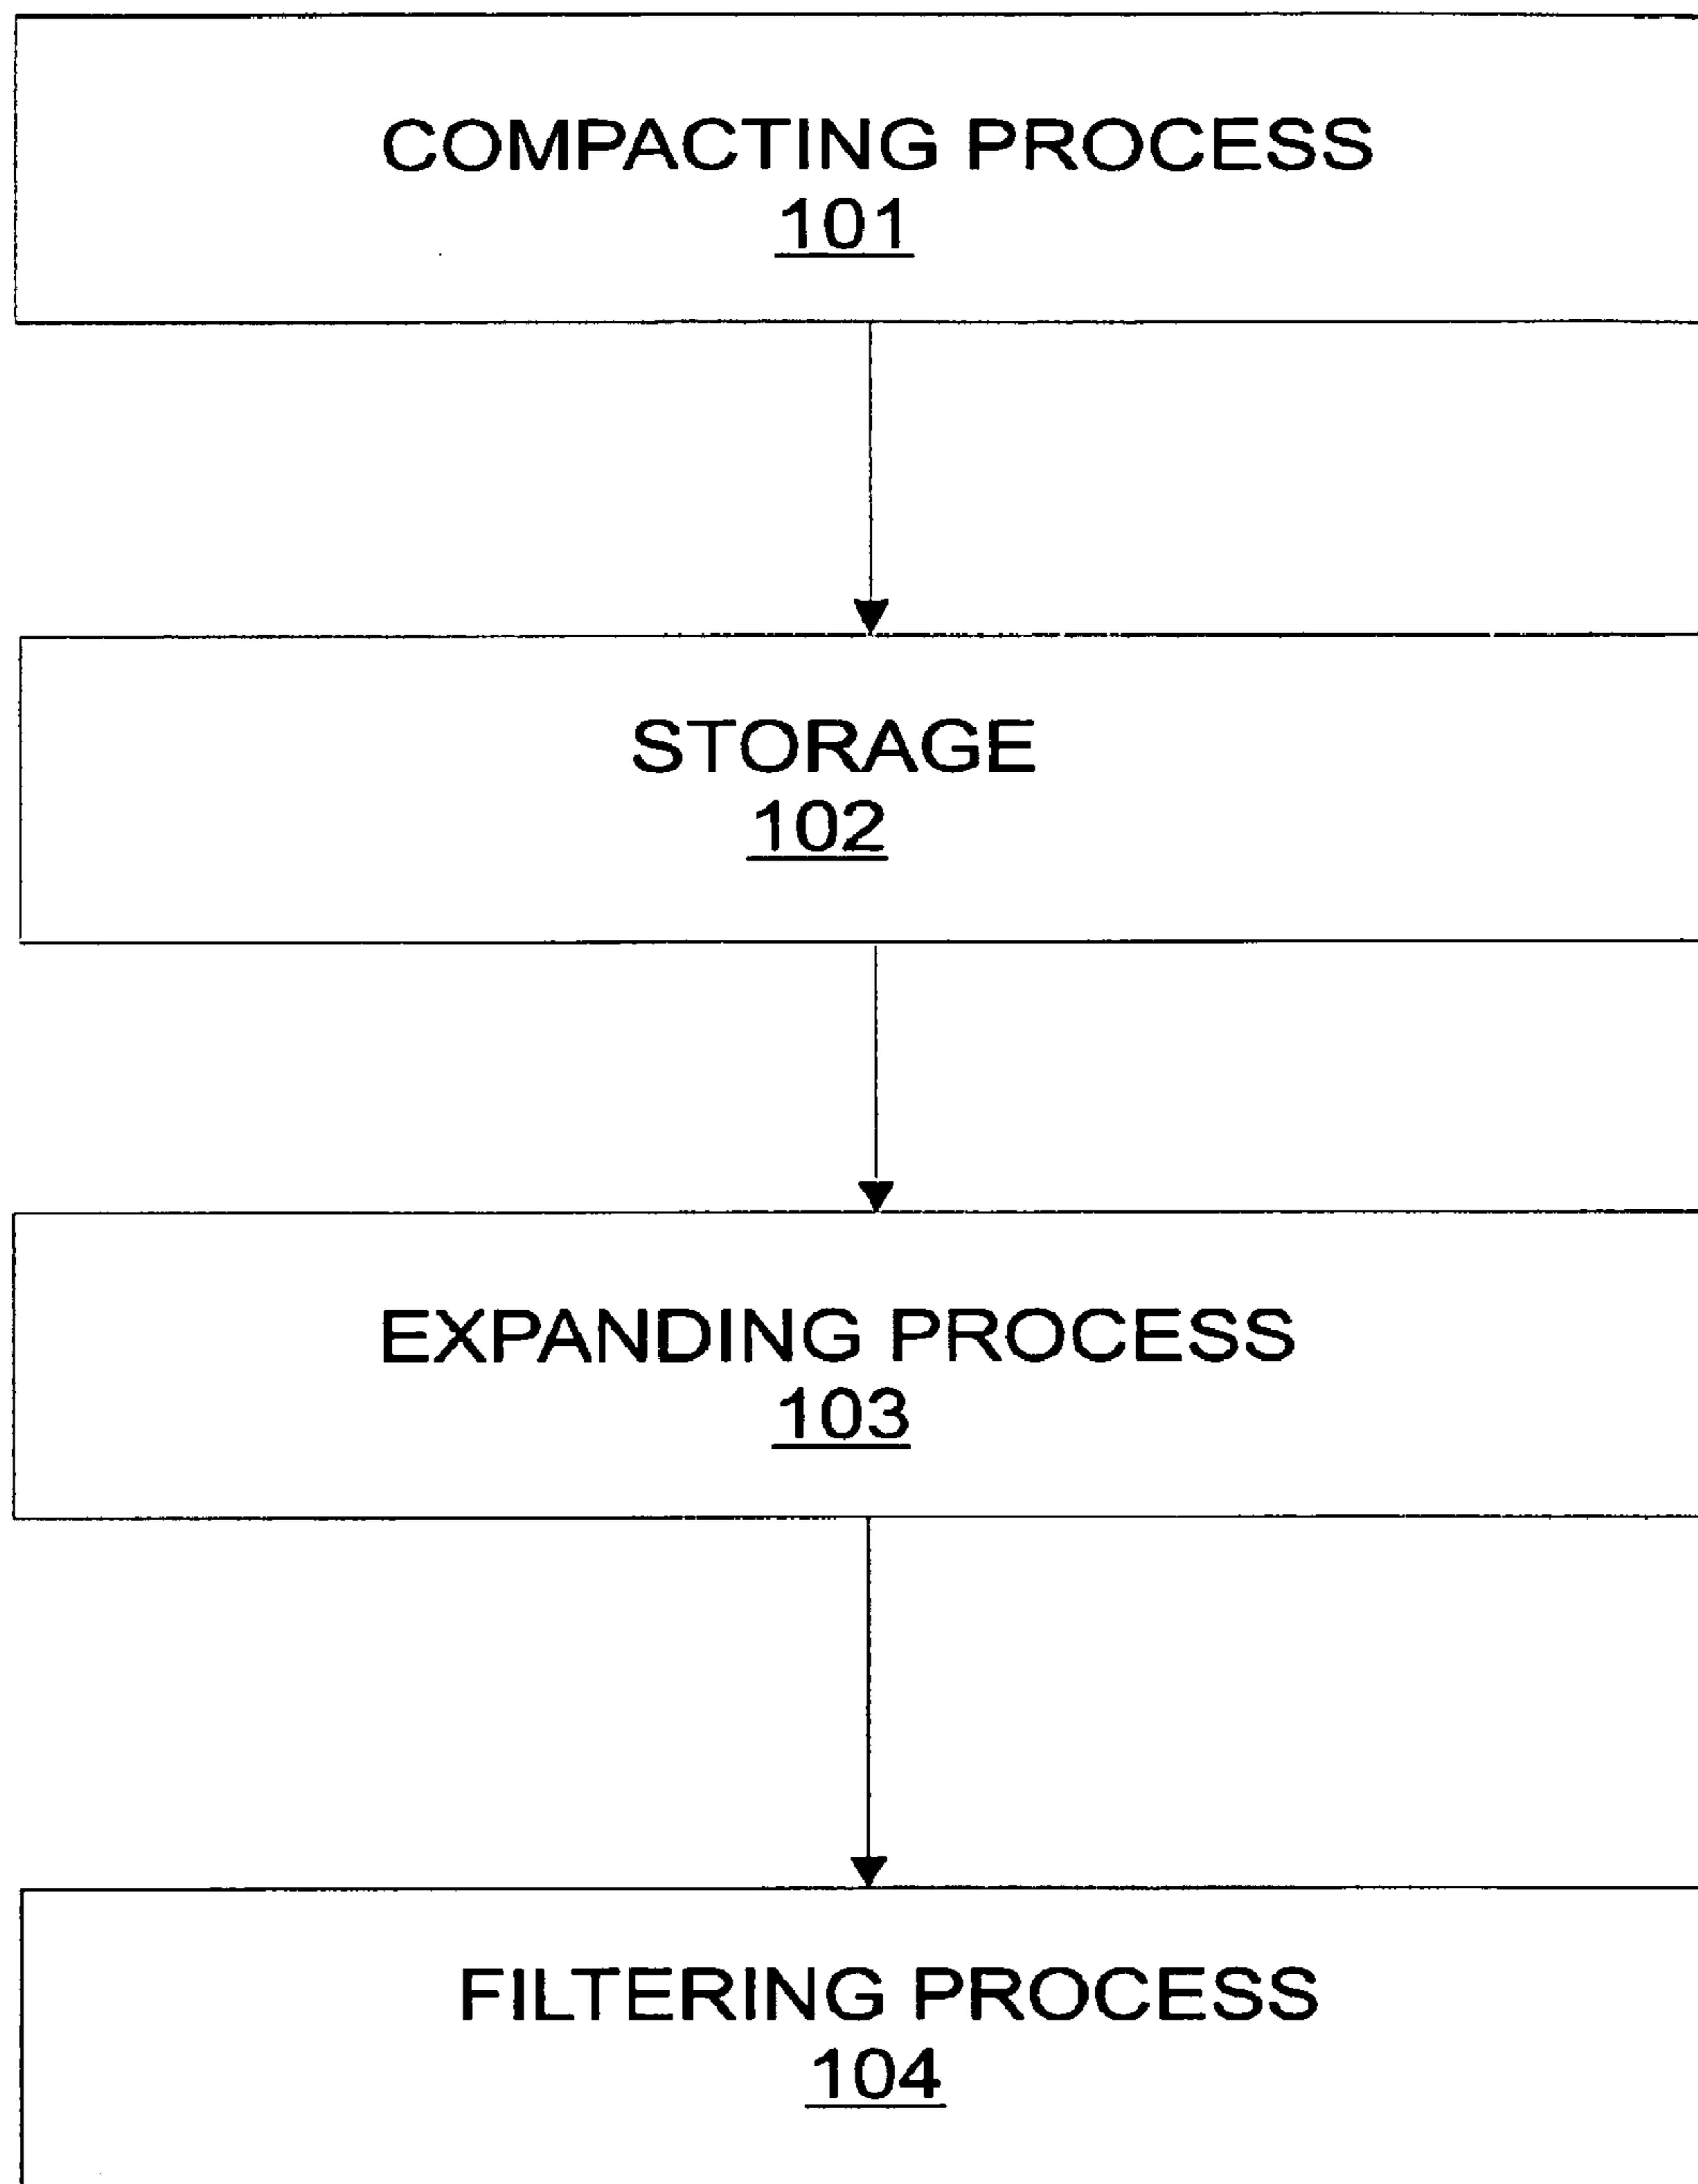 COMPACTING PROCESS
101
STORAGE
102
EXPANDING PROCESS
103
FILTERING PROCESS
104